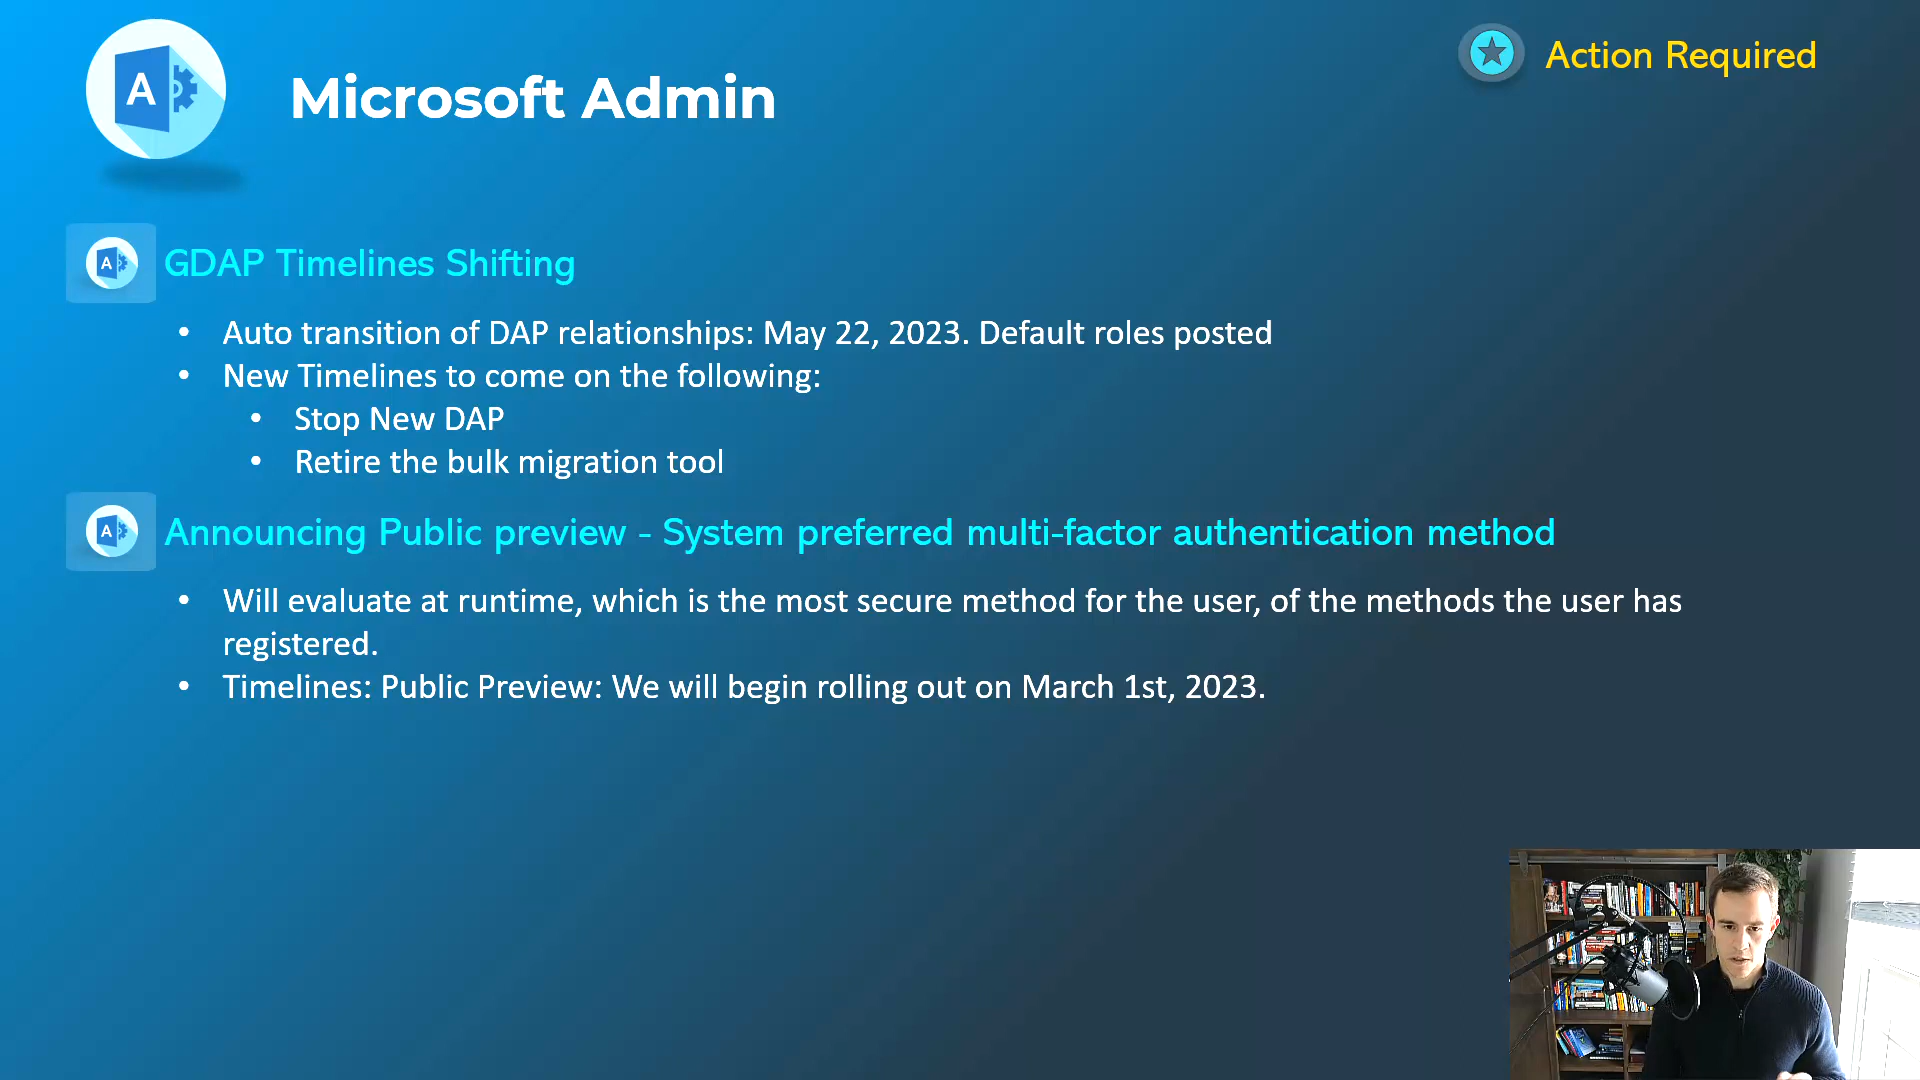 A
Microsoft Admin
Action Required
A
GDAP Timelines Shifting
• Auto transition of DAP relationships: May 22, 2023. Default roles posted
• New Timelines to come on the following:
• Stop New DAP
• Retire the bulk migration tool
A
Announcing Public preview - System preferred multi-factor authentication method
• Will evaluate at runtime, which is the most secure method for the user, of the methods the user has
registered.
• Timelines: Public Preview: We will begin rolling out on March 1st, 2023.